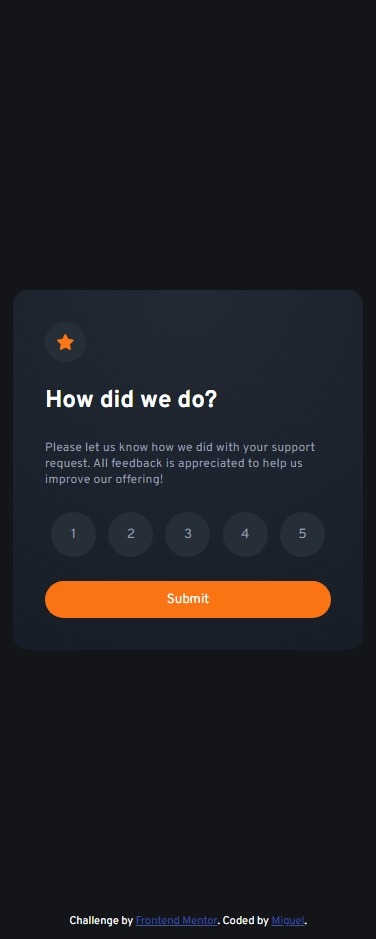 How did we do?
Please let us know how we did with your support
request. All feedback is appreciated to help us
improve our offering!
1 2 3 4 5
Submit
Challenge by Frontend Mentor. Coded by Miguel.